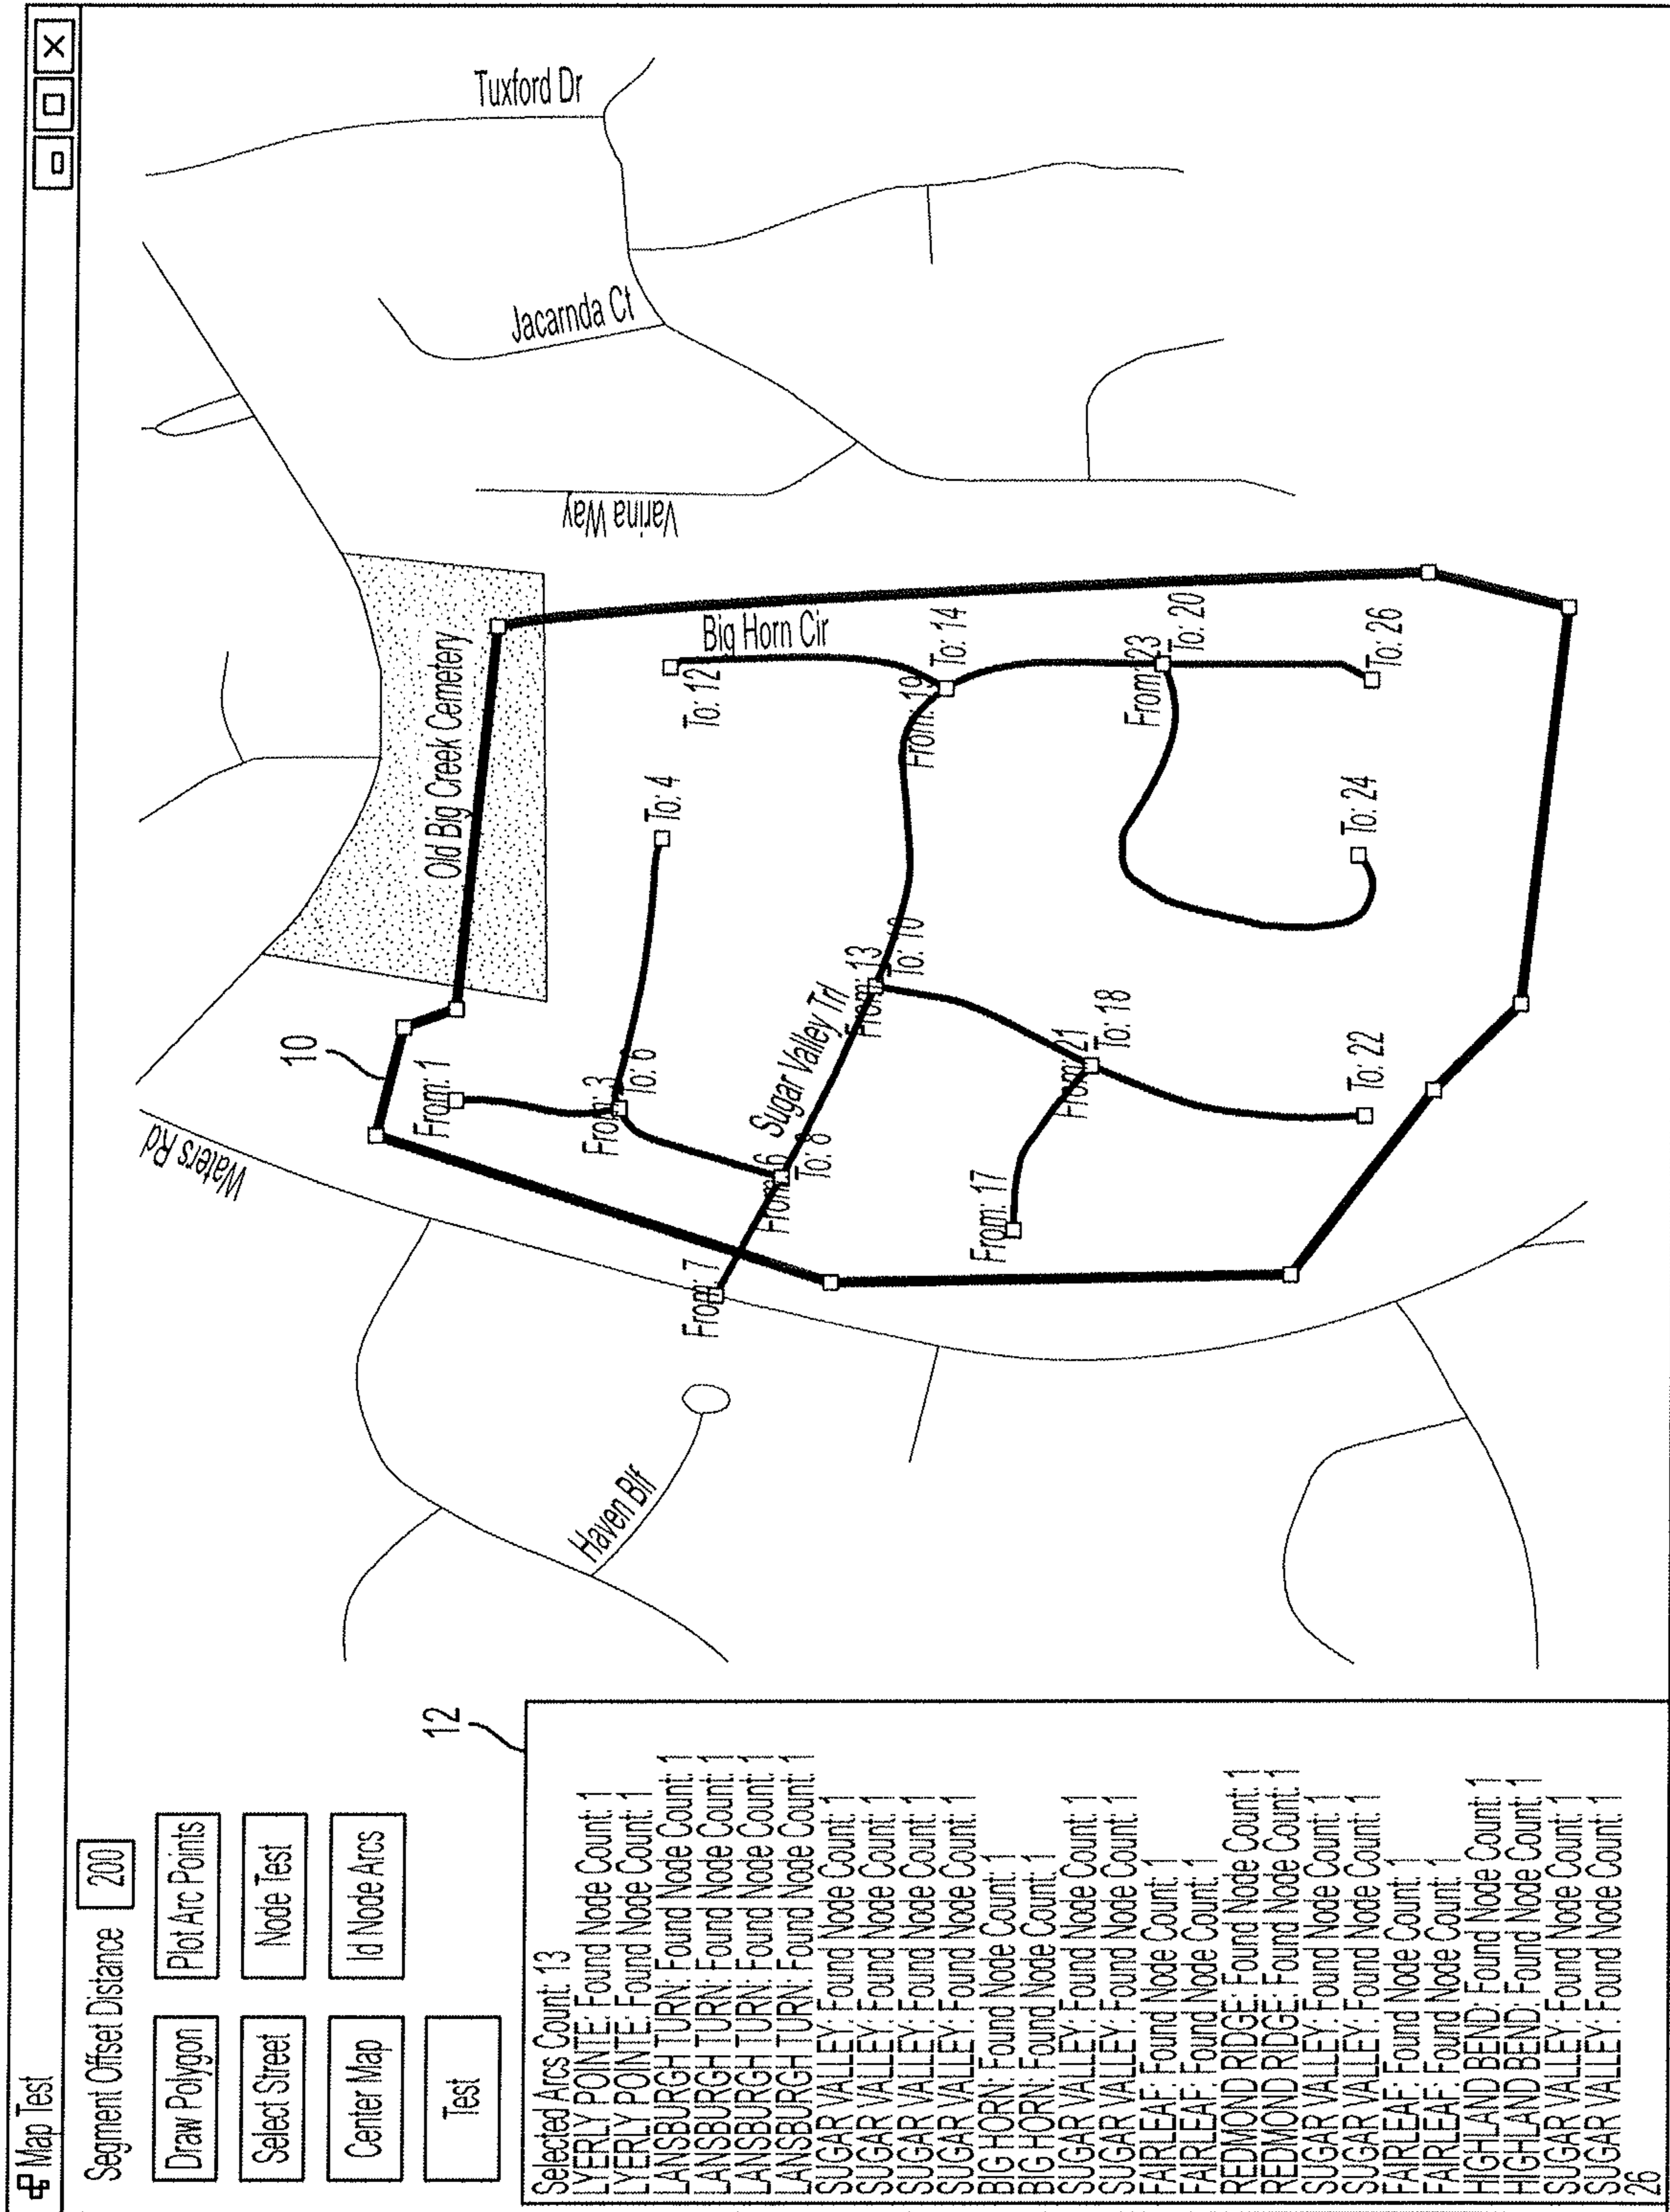 Map Test
Segment Offset Distance 200
Draw Polygon
Plot Arc Points
Select Street
Node Test
Center Map
Id Node Arcs
Test
12
Selected Arcs Count: 13
LYERLY POINTE: Found Node Count: 1
LYERLY POINTE: Found Node Count: 1
LANSBURGH TURN: Found Node Count: 1
LANSBURGH TURN: Found Node Count: 1
LANSBURGH TURN: Found Node Count: 1
LANSBURGH TURN: Found Node Count: 1
SUGAR VALLEY: Found Node Count: 1
SUGAR VALLEY: Found Node Count: 1
SUGAR VALLEY: Found Node Count: 1
SUGAR VALLEY: Found Node Count: 1
BIG HORN: Found Node Count: 1
BIG HORN: Found Node Count: 1
SUGAR VALLEY: Found Node Count: 1
SUGAR VALLEY: Found Node Count: 1
FAIRLEAF: Found Node Count: 1
FAIRLEAF: Found Node Count: 1
REDMOND RIDGE: Found Node Count: 1
REDMOND RIDGE: Found Node Count: 1
SUGAR VALLEY: Found Node Count: 1
SUGAR VALLEY: Found Node Count: 1
FAIRLEAF: Found Node Count: 1
FAIRLEAF: Found Node Count: 1
HIGHLAND BEND: Found Node Count: 1
HIGHLAND BEND: Found Node Count: 1
SUGAR VALLEY: Found Node Count: 1
SUGAR VALLEY: Found Node Count: 1
26
Waters Rd
10
Old Big Creek Cemetery
Tuxford Dr
Jacarnda Ct
Varina Way
Haven Blf
From: 1
From: 3
To: 6
To: 4
To: 12
Big Horn Cir
From: 7
To: 8
Sugar Valley Trl
From: 13
To: 10
From: 19
To: 14
From: 17
From: 21
To: 18
From: 23
To: 20
To: 22
To: 24
To: 26